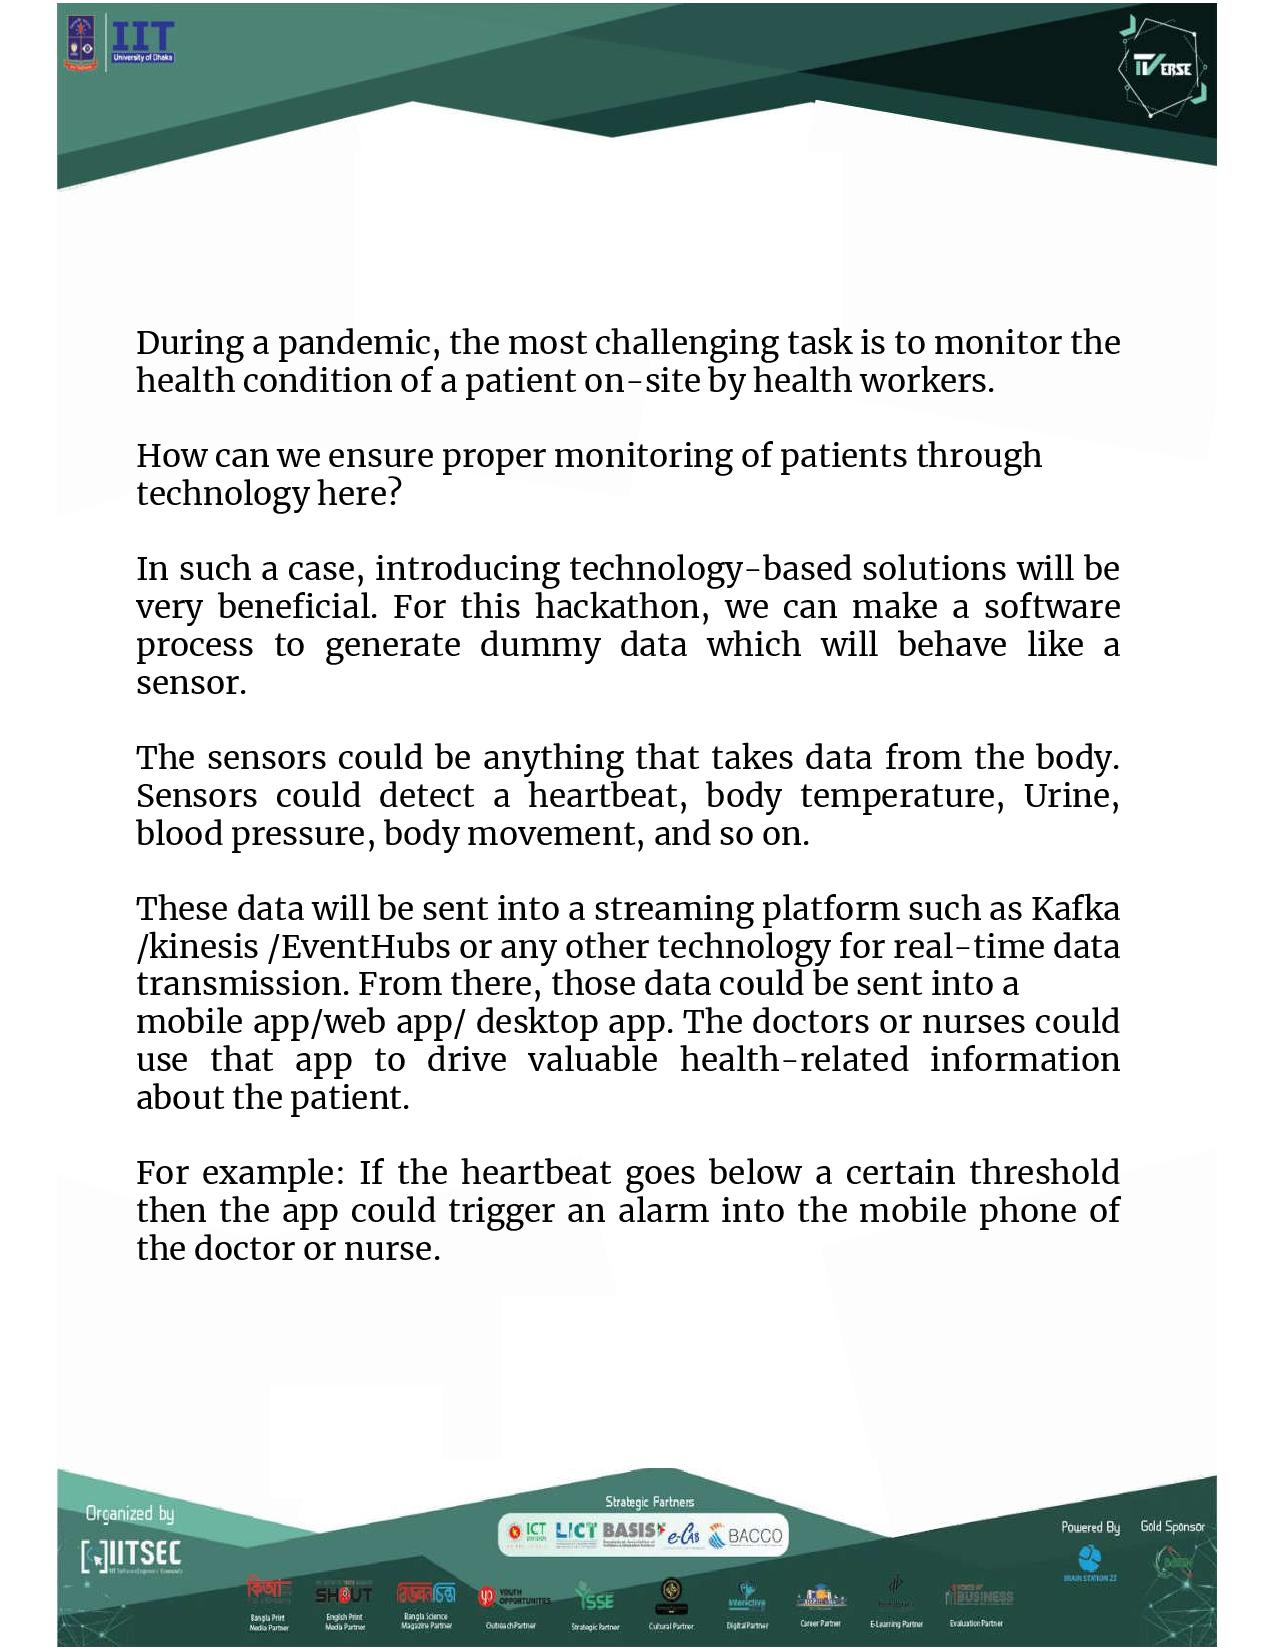 IIT
University of Dhaka
ITVERSE
During a pandemic, the most challenging task is to monitor the
health condition of a patient on-site by health workers.
How can we ensure proper monitoring of patients through
technology here?
In such a case, introducing technology-based solutions will be
very beneficial. For this hackathon, we can make a software
process to generate dummy data which will behave like a
sensor.
The sensors could be anything that takes data from the body.
Sensors could detect a heartbeat, body temperature, Urine,
blood pressure, body movement, and so on.
These data will be sent into a streaming platform such as Kafka
/kinesis /EventHubs or any other technology for real-time data
transmission. From there, those data could be sent into a
mobile app/web app/ desktop app. The doctors or nurses could
use that app to drive valuable health-related information
about the patient.
For example: If the heartbeat goes below a certain threshold
then the app could trigger an alarm into the mobile phone of
the doctor or nurse.
Strategic Partners
ICT LICT BASIS e-CAB BACCO
Organized by
IITSEC
Powered By Gold Sponsor
BRAIN STATION 23
কিআ SHOUT বিজ্ঞানচিন্তা YOUTH OPPORTUNITIES SSE BUSINESS
Bangla Print Media Partner
English Print Media Partner
Bangla Science Magazine Partner
Outreach Partner
Strategic Partner
Cultural Partner
Digital Partner
Career Partner
E-Learning Partner
Evaluation Partner